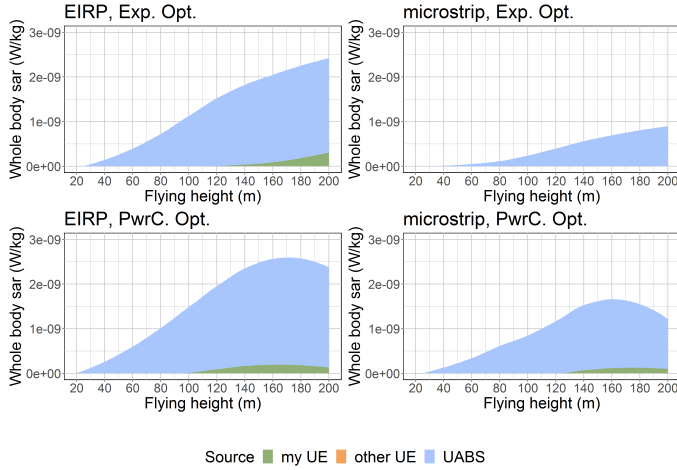 EIRP, Exp. Opt.
Whole body sar (W/kg)
3e-09
2e-09
1e-09
0e+00
20 40 60 80 100 120 140 160 180 200
Flying height (m)
microstrip, Exp. Opt.
Whole body sar (W/kg)
3e-09
2e-09
1e-09
0e+00
20 40 60 80 100 120 140 160 180 200
Flying height (m)
EIRP, PwrC. Opt.
Whole body sar (W/kg)
3e-09
2e-09
1e-09
0e+00
20 40 60 80 100 120 140 160 180 200
Flying height (m)
microstrip, PwrC. Opt.
Whole body sar (W/kg)
3e-09
2e-09
1e-09
0e+00
20 40 60 80 100 120 140 160 180 200
Flying height (m)
Source my UE other UE UABS